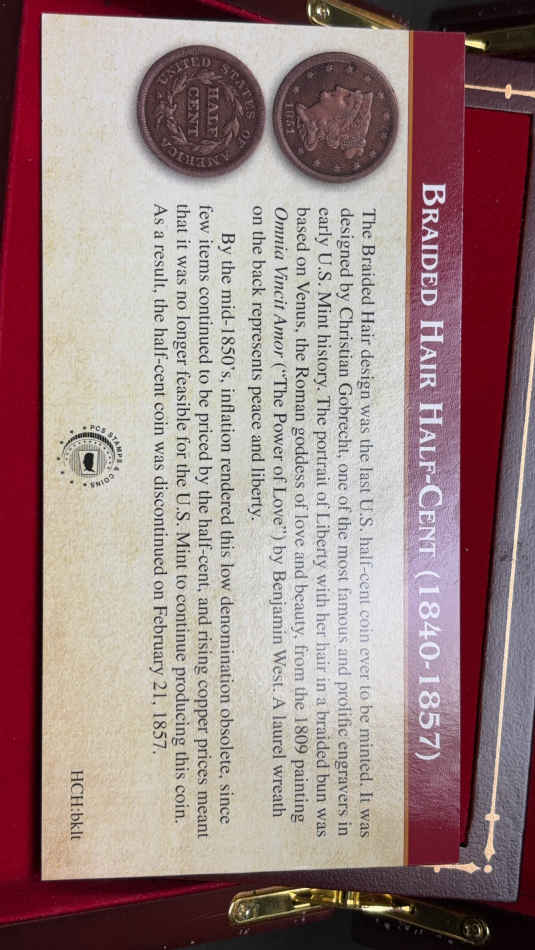 BRAIDED HAIR HALF-CENT (1840-1857)
The Braided Hair design was the last U.S. half-cent coin ever to be minted. It was
designed by Christian Gobrecht, one of the most famous and prolific engravers in
early U.S. Mint history. The portrait of Liberty with her hair in a braided bun was
based on Venus, the Roman goddess of love and beauty, from the 1809 painting
Omnia Vincit Amor (“The Power of Love”) by Benjamin West. A laurel wreath
on the back represents peace and liberty.
By the mid-1850's, inflation rendered this low denomination obsolete, since
few items continued to be priced by the half-cent, and rising copper prices meant
that it was no longer feasible for the U.S. Mint to continue producing this coin.
As a result, the half-cent coin was discontinued on February 21, 1857.
1851
UNITED STATES OF AMERICA
HALF
CENT
PCS STAMPS & COINS
HCH:bklt